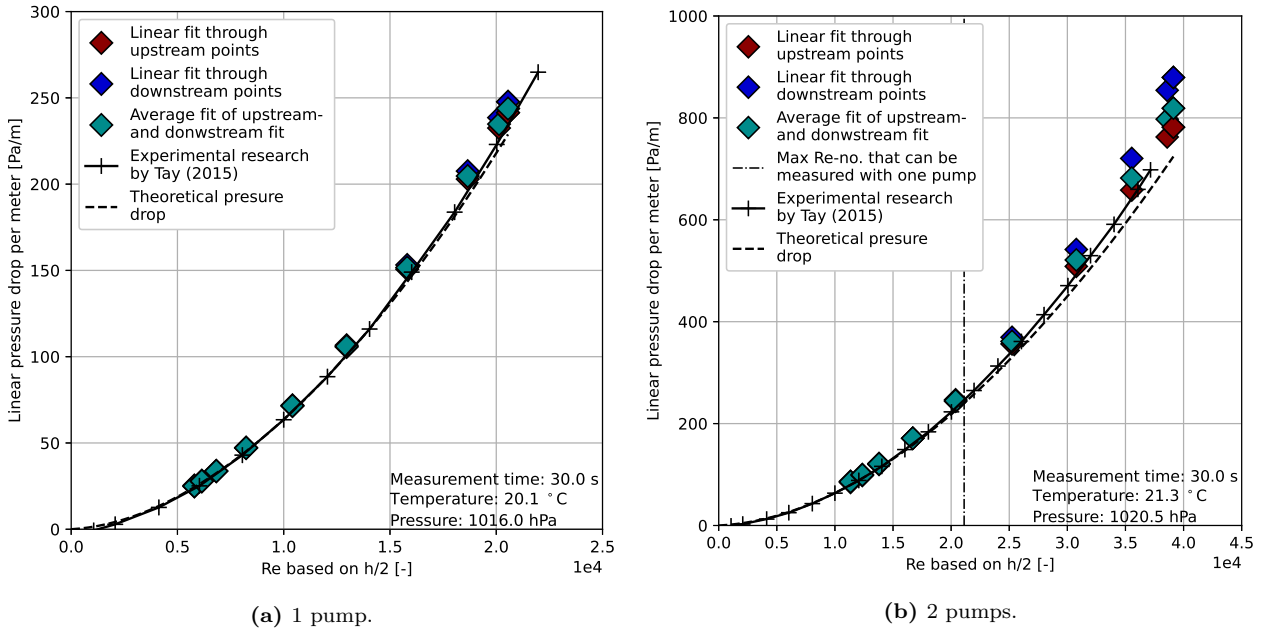 300
250
200
150
100
50
0
Linear pressure drop per meter [Pa/m]
Linear fit through
upstream points
Linear fit through
downstream points
Average fit of upstream-
and donwstream fit
Experimental research
by Tay (2015)
Theoretical presure
drop
Measurement time: 30.0 s
Temperature: 20.1 °C
Pressure: 1016.0 hPa
0.0 0.5 1.0 1.5 2.0 2.5
1e4
Re based on h/2 [-]
(a) 1 pump.
1000
800
600
400
200
0
Linear pressure drop per meter [Pa/m]
Linear fit through
upstream points
Linear fit through
downstream points
Average fit of upstream-
and donwstream fit
Max Re-no. that can be
measured with one pump
Experimental research
by Tay (2015)
Theoretical presure
drop
Measurement time: 30.0 s
Temperature: 21.3 °C
Pressure: 1020.5 hPa
0.0 0.5 1.0 1.5 2.0 2.5 3.0 3.5 4.0 4.5
1e4
Re based on h/2 [-]
(b) 2 pumps.